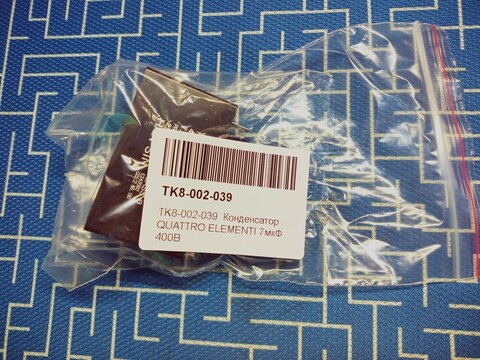 TK8-002-039
TK8-002-039 Конденсатор
QUATTRO ELEMENTI 7мкФ
400В